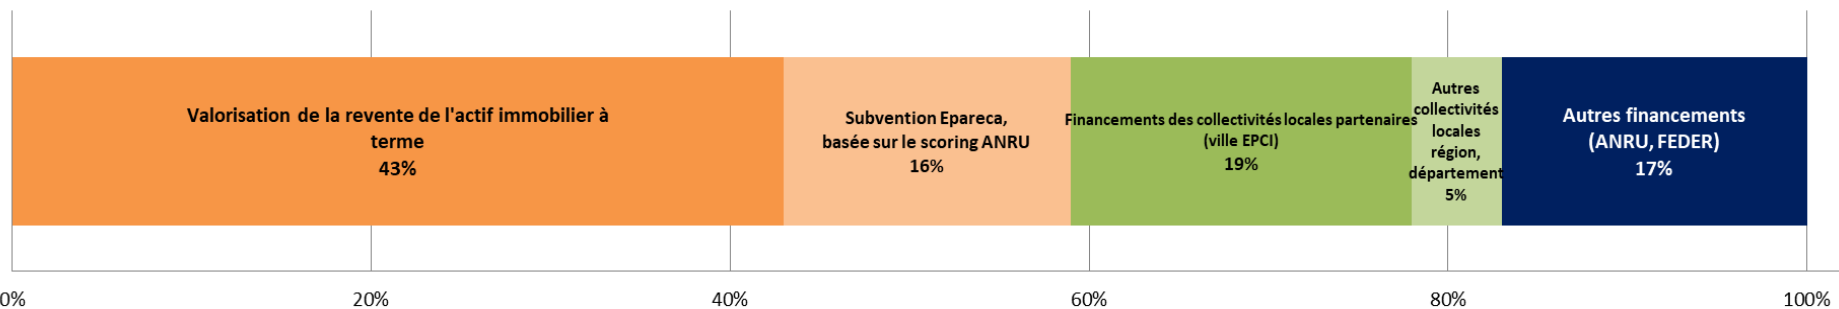 Valorisation de la revente de l'actif immobilier à
terme
43%
Subvention Epareca,
basée sur le scoring ANRU
16%
Financements des collectivités locales partenaires
(ville EPCI)
19%
Autres
collectivités
locales
région,
département
5%
Autres financements
(ANRU, FEDER)
17%
0%
20%
40%
60%
80%
100%